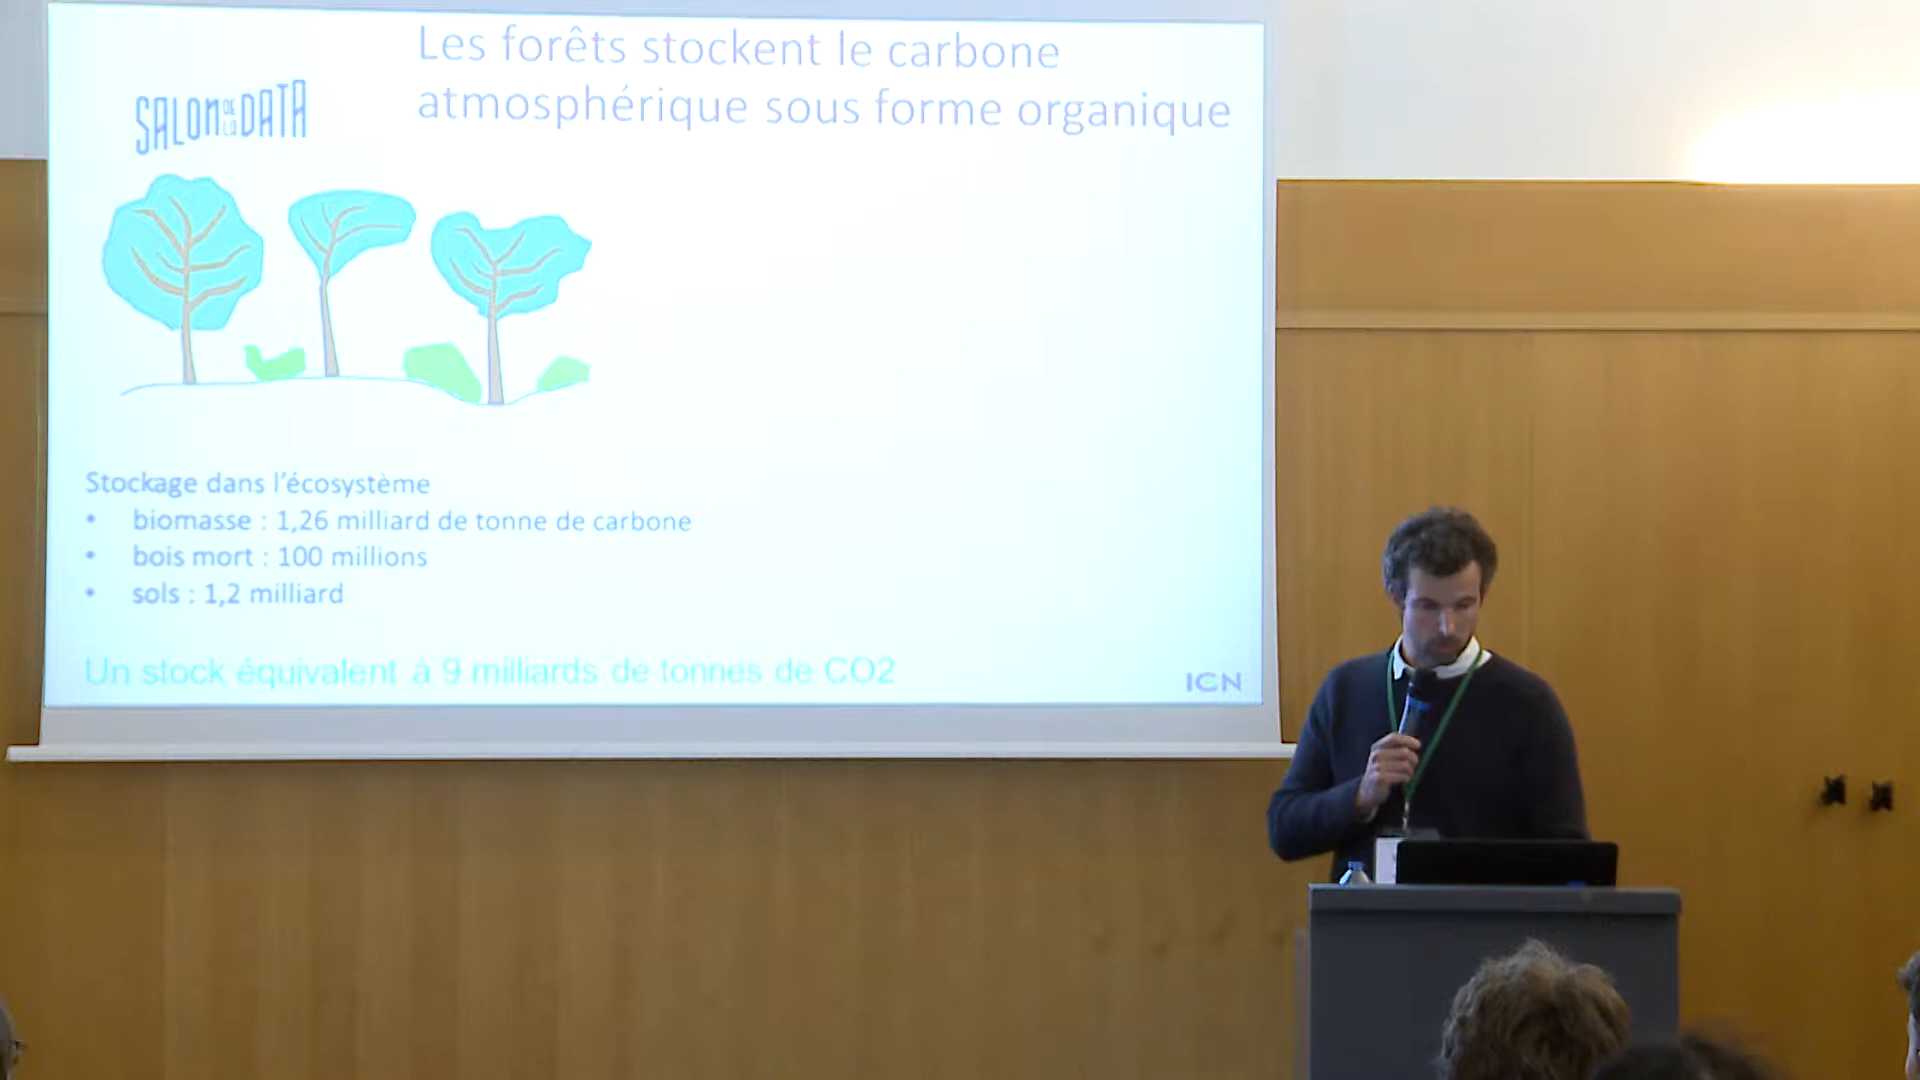 Les forêts stockent le carbone
atmosphérique sous forme organique
SALON DE LA DATA
Stockage dans l'écosystème
• biomasse : 1,26 milliard de tonne de carbone
• bois mort : 100 millions
• sols : 1,2 milliard
Un stock équivalent à 9 milliards de tonnes de CO2
IGN